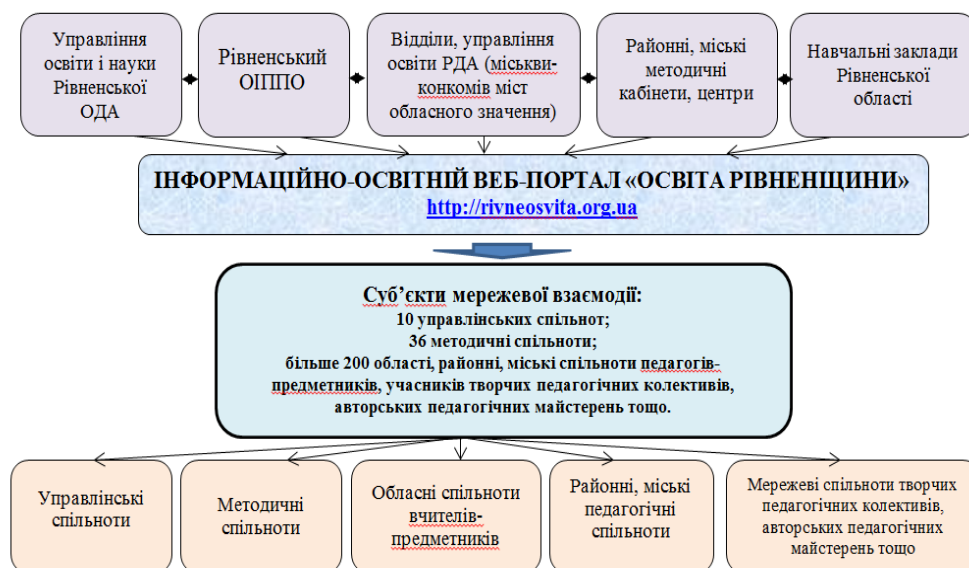 Управління
освіти і науки
Рівненської
ОДА
Рівненський
ОІППО
Відділи, управління
освіти РДА (міськви-
конкомів міст
обласного значення)
Районні, міські
методичні
кабінети, центри
Навчальні заклади
Рівненської
області
ІНФОРМАЦІЙНО-ОСВІТНІЙ ВЕБ-ПОРТАЛ «ОСВІТА РІВНЕНЩИНИ»
http://rivneosvita.org.ua
Суб’єкти мережевої взаємодії:
10 управлінських спільнот;
36 методичні спільноти;
більше 200 області, районні, міські спільноти педагогів-
предметників, учасників творчих педагогічних колективів,
авторських педагогічних майстерень тощо.
Управлінські
спільноти
Методичні
спільноти
Обласні спільноти
вчителів-
предметників
Районні, міські
педагогічні
спільноти
Мережеві спільноти творчих
педагогічних колективів,
авторських педагогічних
майстерень тощо